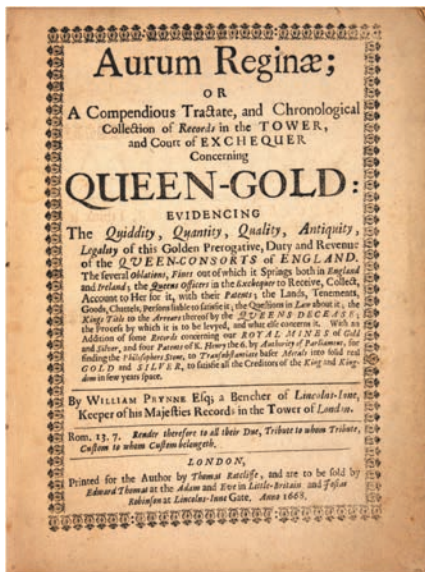 Aurum Reginæ;
OR
A Compendious Tractate, and Chronological
Collection of Records in the TOWER,
and Court of EXCHEQUER
Concerning
QUEEN-GOLD:
EVIDENCING
The Quiddity, Quantity, Quality, Antiquity,
Legality of this Golden Prerogative, Duty and Revenue
of the QUEEN-CONSORTS of ENGLAND.
The several Oblations, Fines out of which it Springs both in England
and Ireland; the Queens Officers in the Exchequer to Receive, Collect,
Account to Her for it, with their Patents; the Lands, Tenements,
Goods, Chattels, Persons liable to satisfie it; the Questions in Law about it; the
Kings Title to the Arreare thereof by the QUEENS DECEASE;
the Process by which it is to be levyed, and what else concerns it. With an
Addition of some Records concerning our ROYAL MINES of Gold
and Silver, and four Patents of K. Henry the 6. by Authority of Parliament, for
finding the Philosophers Stone, to Transubstantiate baser Metals into solid real
GOLD and SILVER, to satisfie all the Creditors of the King and King-
dom in few years space.
By WILLIAM PRYNNE Esq; a Bencher of Lincolns-Inne,
Keeper of his Majesties Records in the Tower of London.
Rom. 13. 7. Render therefore to all their Due, Tribute to whom Tribute,
Custom to whom Custom belongeth.
LONDON,
Printed for the Author by Thomas Ratcliffe, and are to be sold by
Edward Thomas at the Adam and Eve in Little-Britain and Josias
Robinson at Lincolns-Inne Gate. Anno 1668.